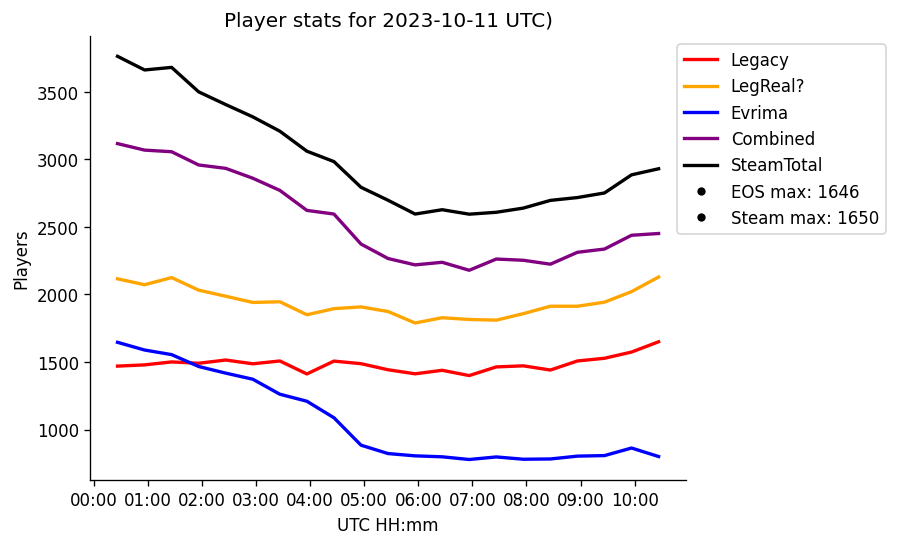 Player stats for 2023-10-11 UTC)
Legacy
LegReal?
Evrima
Combined
SteamTotal
EOS max: 1646
Steam max: 1650
Players
3500
3000
2500
2000
1500
1000
00:00 01:00 02:00 03:00 04:00 05:00 06:00 07:00 08:00 09:00 10:00
UTC HH:mm